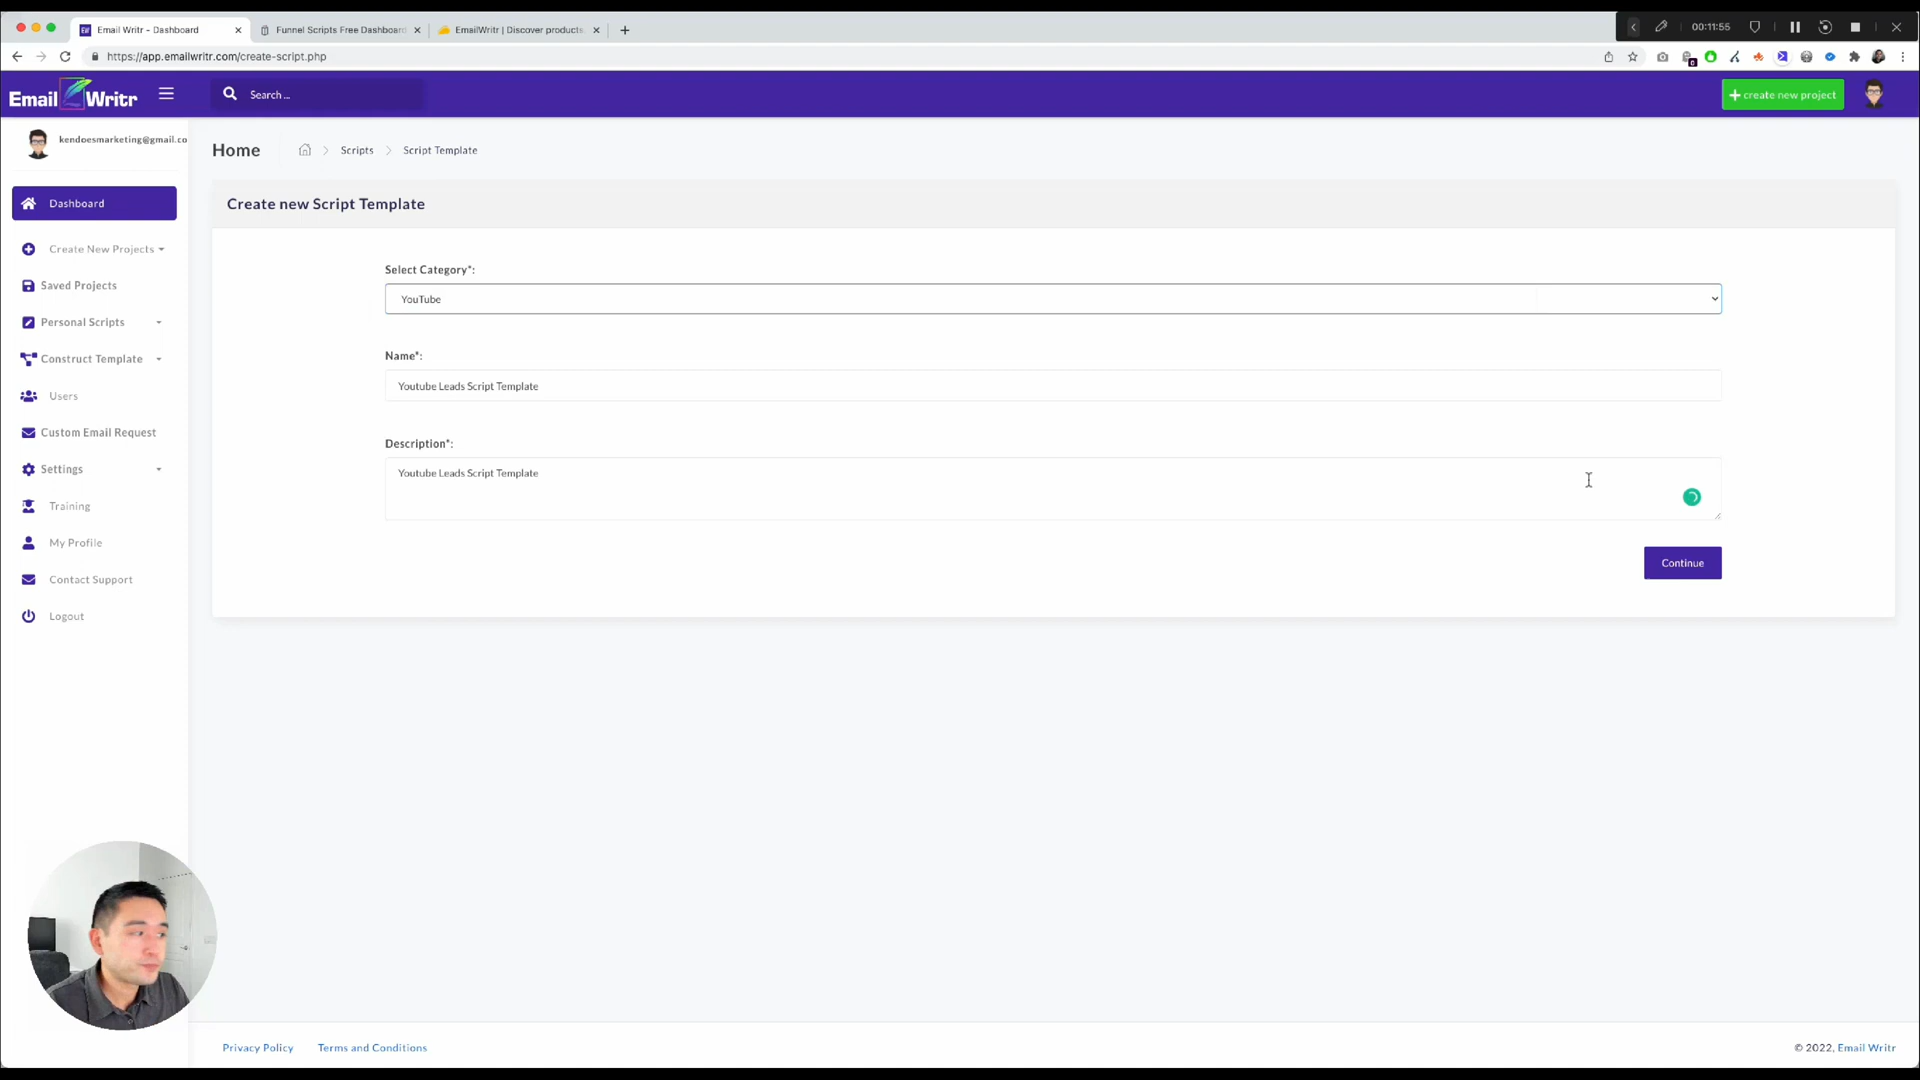 Email Writr - Dashboard
Funnel Scripts Free Dashboard
EmailWritr | Discover products.
00:11:55
https://app.emailwritr.com/create-script.php
Email Writr
Search ...
create new project
kendoesmarketing@gmail.co
Home
Scripts
Script Template
Dashboard
Create new Script Template
Create New Projects
Saved Projects
Personal Scripts
Construct Template
Users
Custom Email Request
Settings
Training
My Profile
Contact Support
Logout
Select Category*:
YouTube
Name*:
Youtube Leads Script Template
Description*:
Youtube Leads Script Template
Continue
Privacy Policy
Terms and Conditions
© 2022, Email Writr